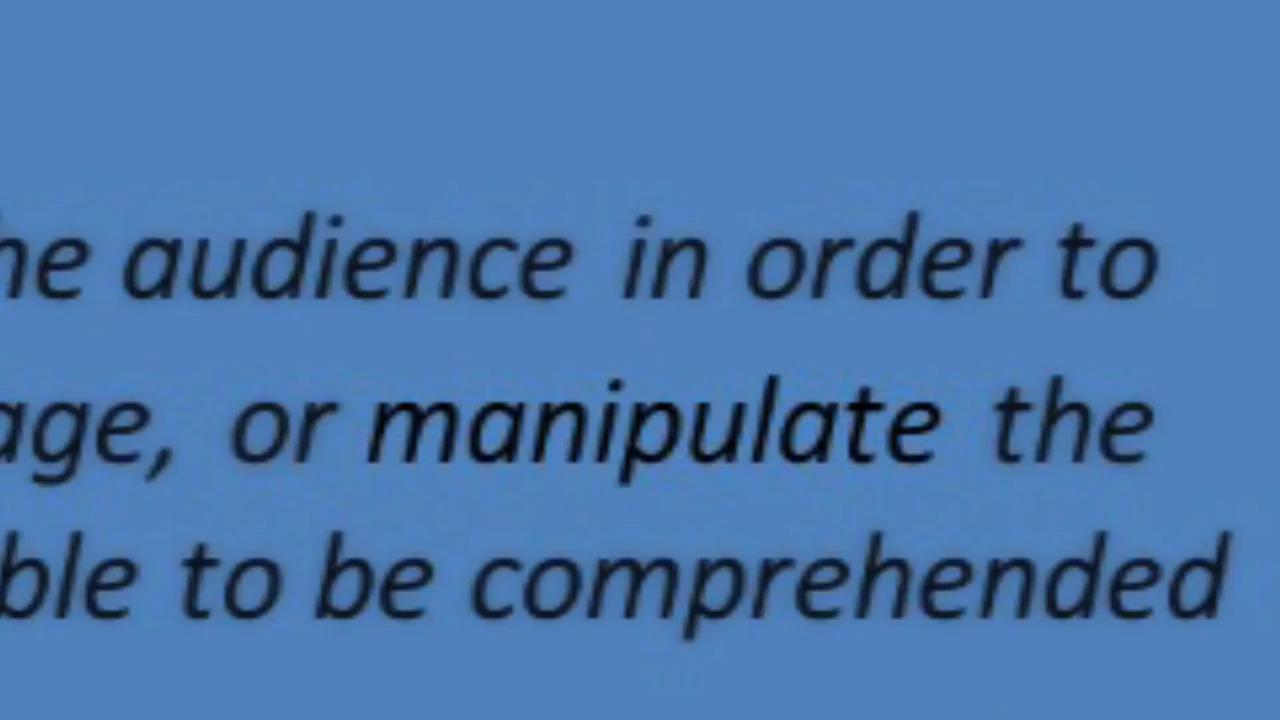 he audience in order to
age, or manipulate the
ble to be comprehended